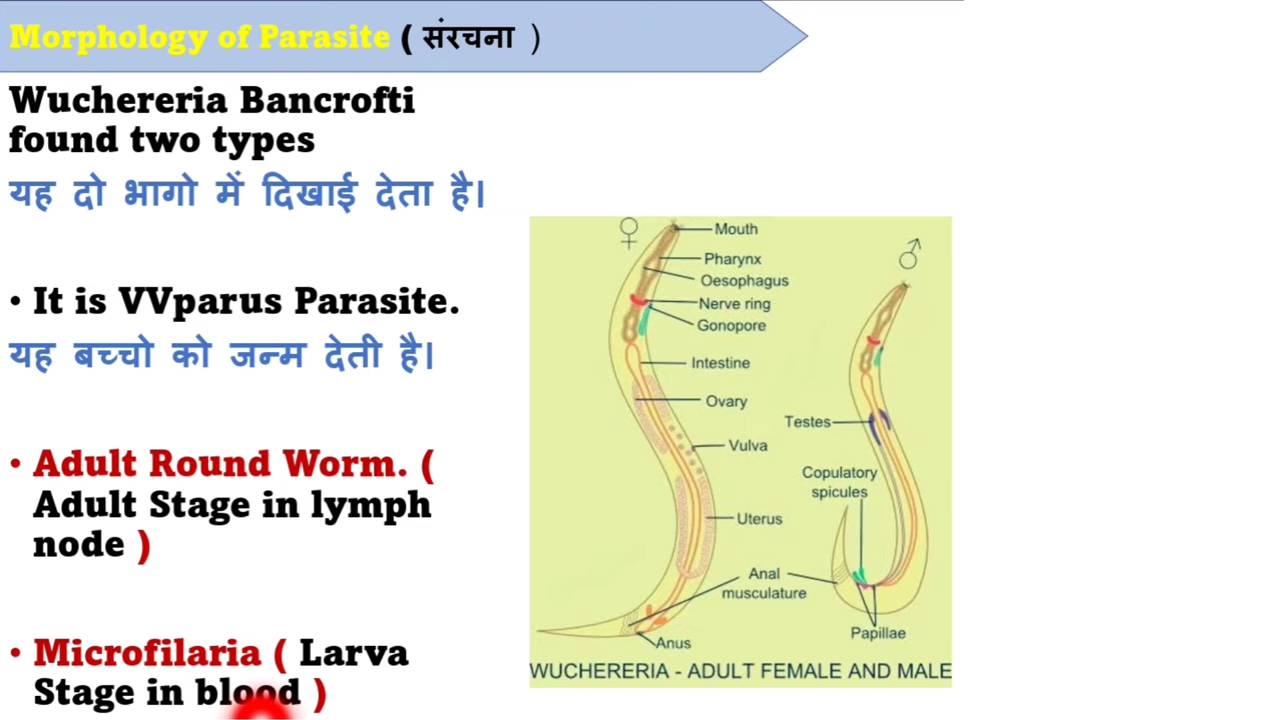 Morphology of Parasite ( संरचना )
Wuchereria Bancrofti
found two types
यह दो भागो में दिखाई देता है।
• It is VVparus Parasite.
यह बच्चो को जन्म देती है।
• Adult Round Worm. (
Adult Stage in lymph
node )
• Microfilaria ( Larva
Stage in blood )
♀
Mouth
Pharynx
Oesophagus
Nerve ring
Gonopore
Intestine
Ovary
Vulva
Uterus
Anal
musculature
Anus
♂
Testes
Copulatory
spicules
Papillae
WUCHERERIA - ADULT FEMALE AND MALE